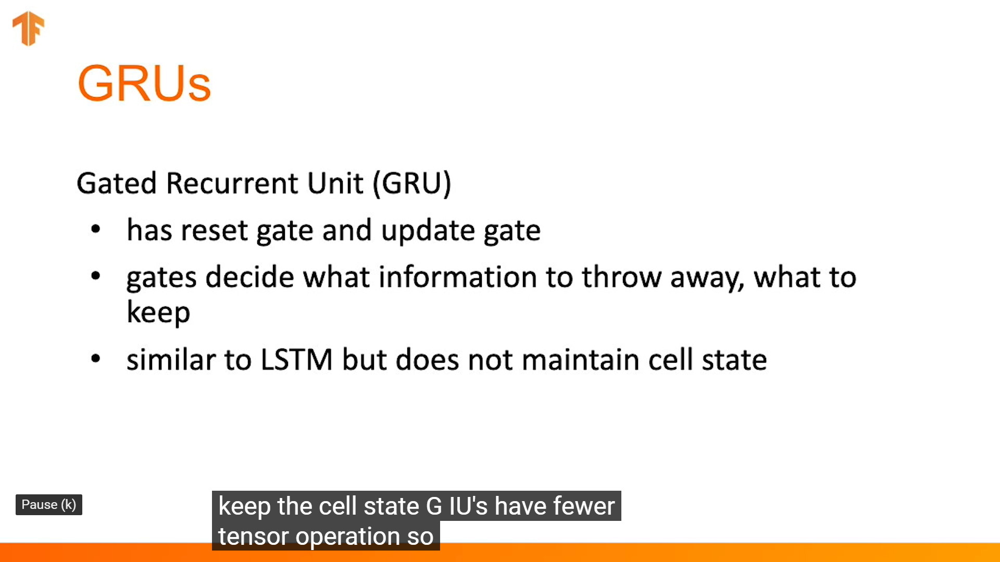 GRUs
Gated Recurrent Unit (GRU)
• has reset gate and update gate
• gates decide what information to throw away, what to
keep
• similar to LSTM but does not maintain cell state
Pause (k)
keep the cell state G IU's have fewer
tensor operation so